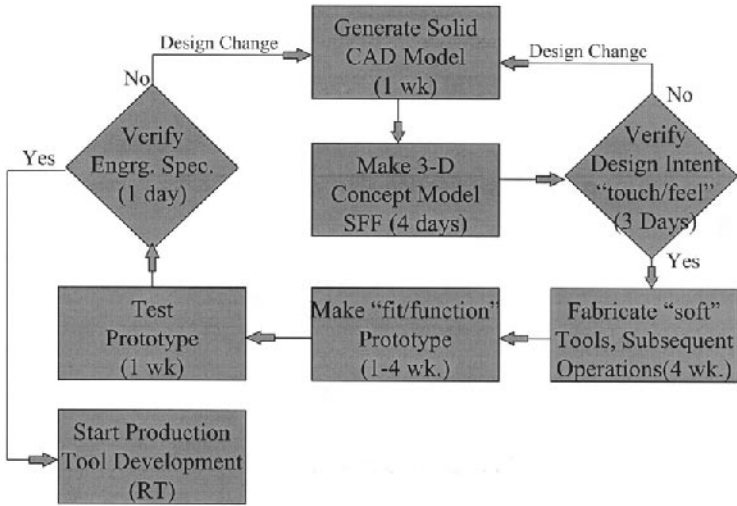 Design Change
Generate Solid
CAD Model
(1 wk)
Design Change
No
No
Verify
Engrg. Spec.
(1 day)
Yes
Make 3-D
Concept Model
SFF (4 days)
Verify
Design Intent
“touch/feel”
(3 Days)
Yes
Test
Prototype
(1 wk)
Make “fit/function”
Prototype
(1-4 wk.)
Fabricate “soft”
Tools, Subsequent
Operations(4 wk.)
Start Production
Tool Development
(RT)